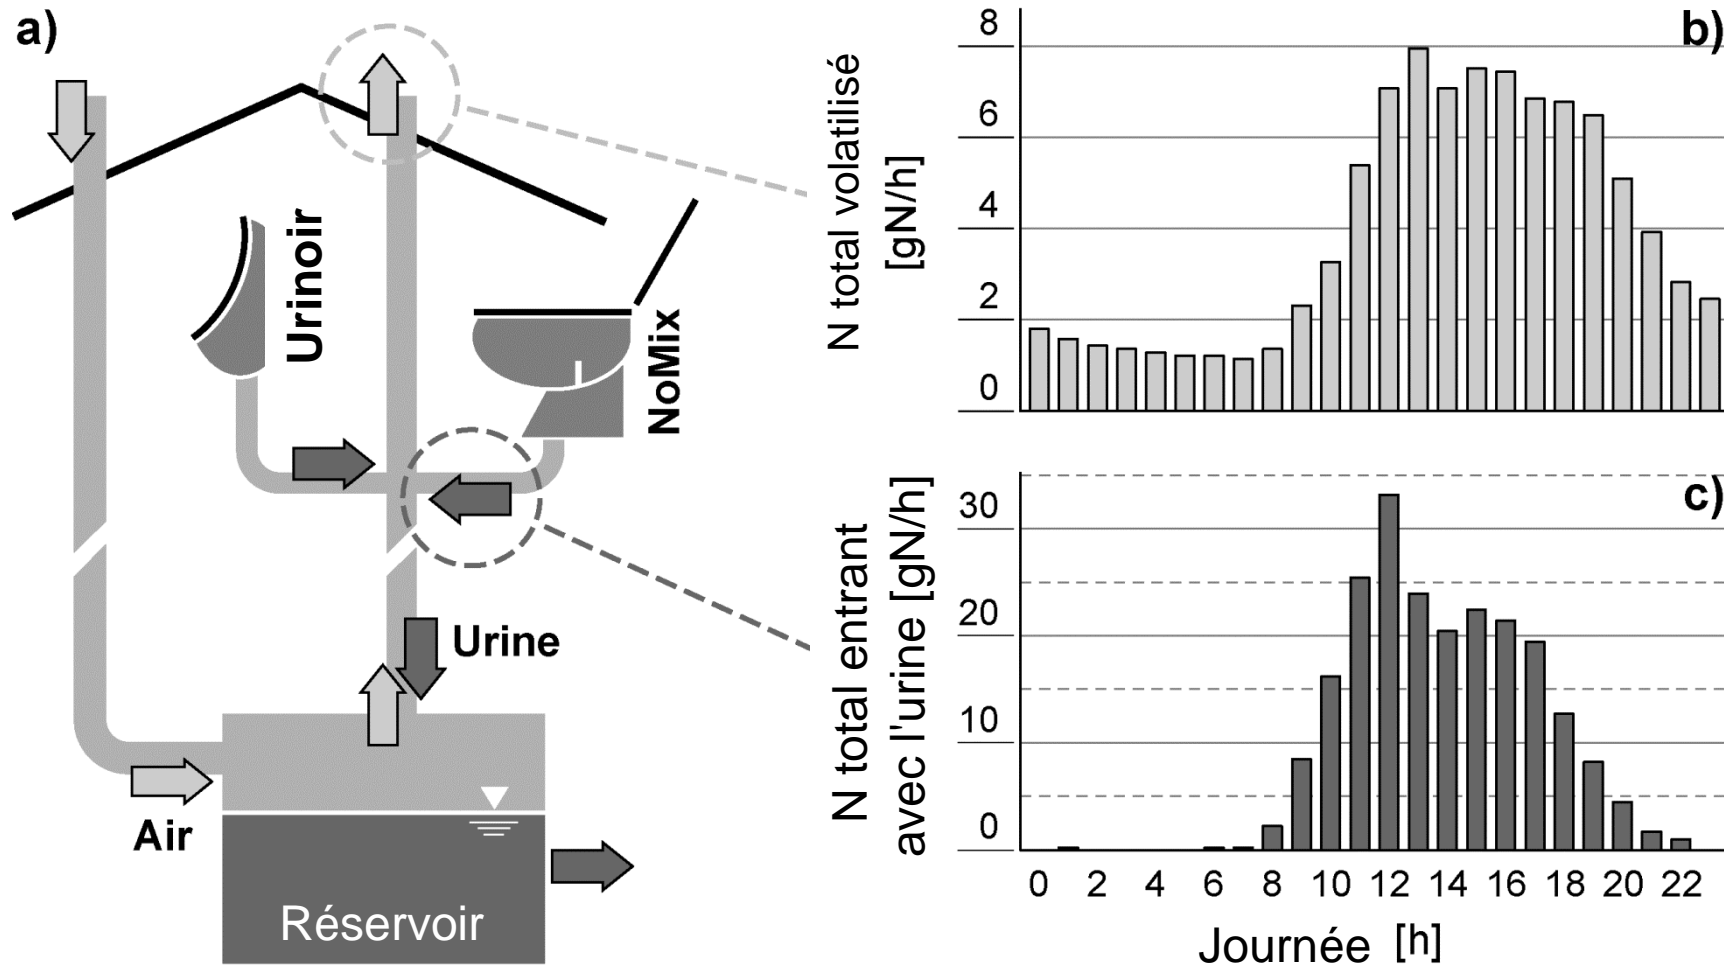 a)
Urinoir
NoMix
Urine
Air
Réservoir
b)
N total volatilisé
[gN/h]
8
6
4
2
0
c)
N total entrant
avec l'urine [gN/h]
30
20
10
0
0 2 4 6 8 10 12 14 16 18 20 22
Journée [h]